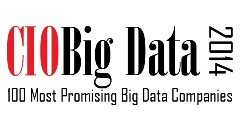 CIOBig Data 2014
100 Most Promising Big Data Companies